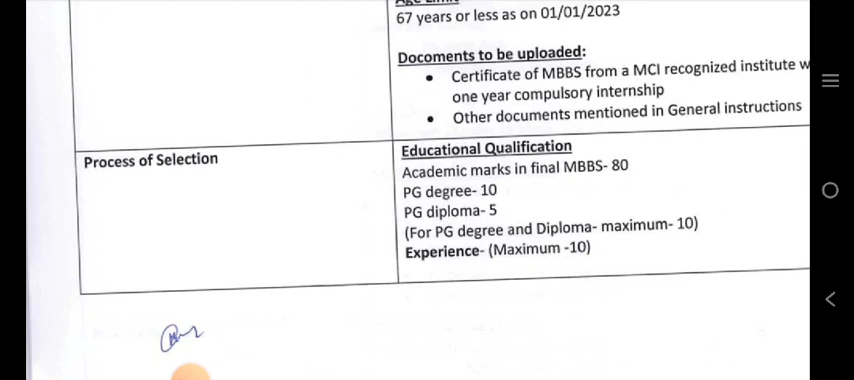 67 years or less as on 01/01/2023
Docoments to be uploaded:
Certificate of MBBS from a MCI recognized institute
one year compulsory internship
Other documents mentioned in General instructions
Process of Selection
Educational Qualification
Academic marks in final MBBS- 80
PG degree- 10
PG diploma- 5
(For PG degree and Diploma- maximum- 10)
Experience- (Maximum -10)